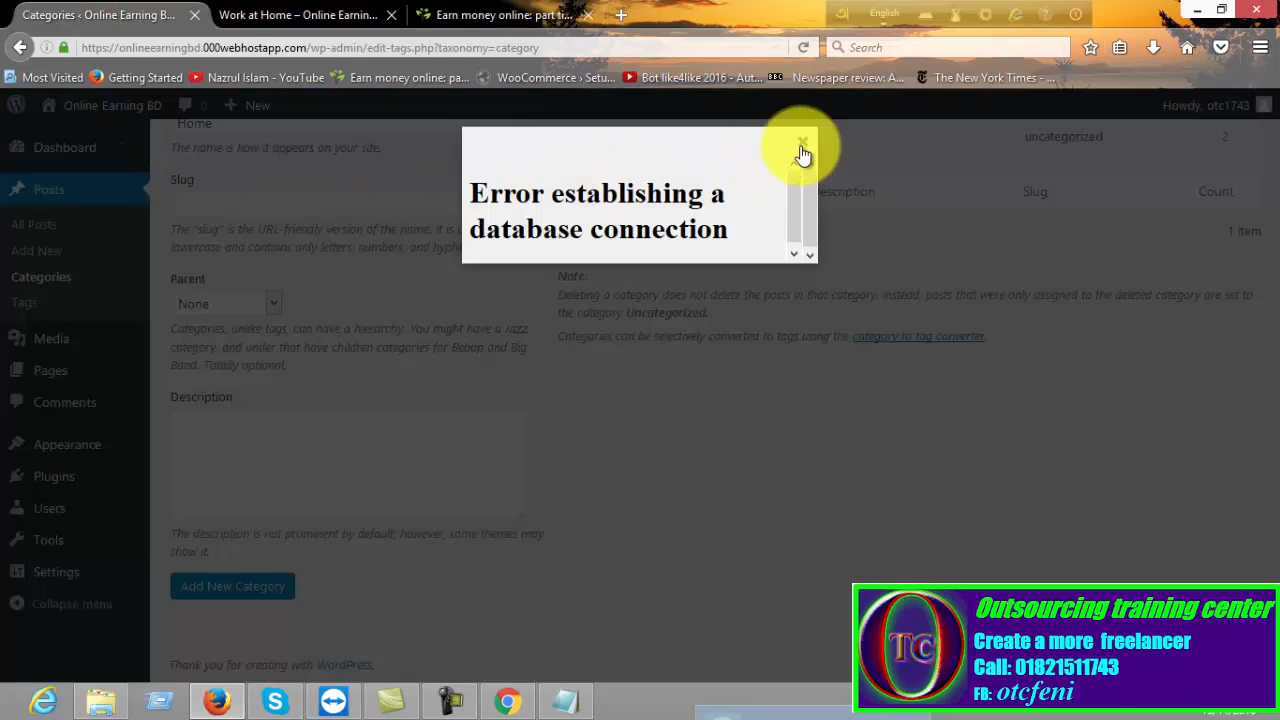 Categories ‹ Online Earning B...
Work at Home – Online Earnin...
Earn money online: part ti...
English
https://onlineearningbd.000webhostapp.com/wp-admin/edit-tags.php?taxonomy=category
Search
Most Visited
Getting Started
Nazrul Islam - YouTube
Earn money online: pa...
WooCommerce › Setu...
Bot like4like 2016 - Aut...
BBC
Newspaper review: A...
The New York Times - ...
Online Earning BD
0
New
Howdy, otc1743
Dashboard
Posts
All Posts
Add New
Categories
Tags
Media
Pages
Comments
Appearance
Plugins
Users
Tools
Settings
Collapse menu
Home
The name is how it appears on your site.
Slug
The "slug" is the URL-friendly version of the name. It is u
lowercase and contains only letters, numbers, and hyphe
Parent
None
Categories, unlike tags, can have a hierarchy. You might have a Jazz
category, and under that have children categories for Bebop and Big
Band. Totally optional.
Description
The description is not prominent by default; however, some themes may
show it.
Add New Category
Thank you for creating with WordPress.
Error establishing a
database connection
uncategorized
2
Description
Slug
Count
1 item
Note:
Deleting a category does not delete the posts in that category. Instead, posts that were only assigned to the deleted category are set to
the category Uncategorized.
Categories can be selectively converted to tags using the category to tag converter.
Outsourcing training center
Create a more freelancer
Call: 01821511743
FB: otcfeni
OTC